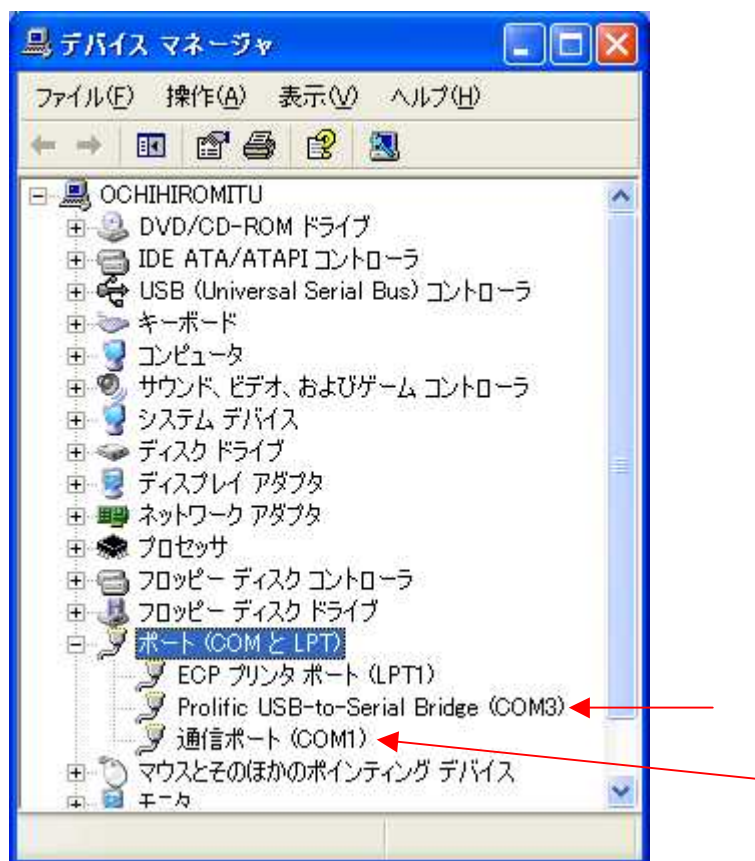 デバイス マネージャ
ファイル(F) 操作(A) 表示(V) ヘルプ(H)
OCHIHIROMITU
DVD/CD-ROM ドライブ
IDE ATA/ATAPI コントローラ
USB (Universal Serial Bus) コントローラ
キーボード
コンピュータ
サウンド、ビデオ、およびゲーム コントローラ
システム デバイス
ディスク ドライブ
ディスプレイ アダプタ
ネットワーク アダプタ
プロセッサ
フロッピー ディスク コントローラ
フロッピー ディスク ドライブ
ポート (COM と LPT)
ECP プリンタ ポート (LPT1)
Prolific USB-to-Serial Bridge (COM3)
通信ポート (COM1)
マウスとそのほかのポインティング デバイス